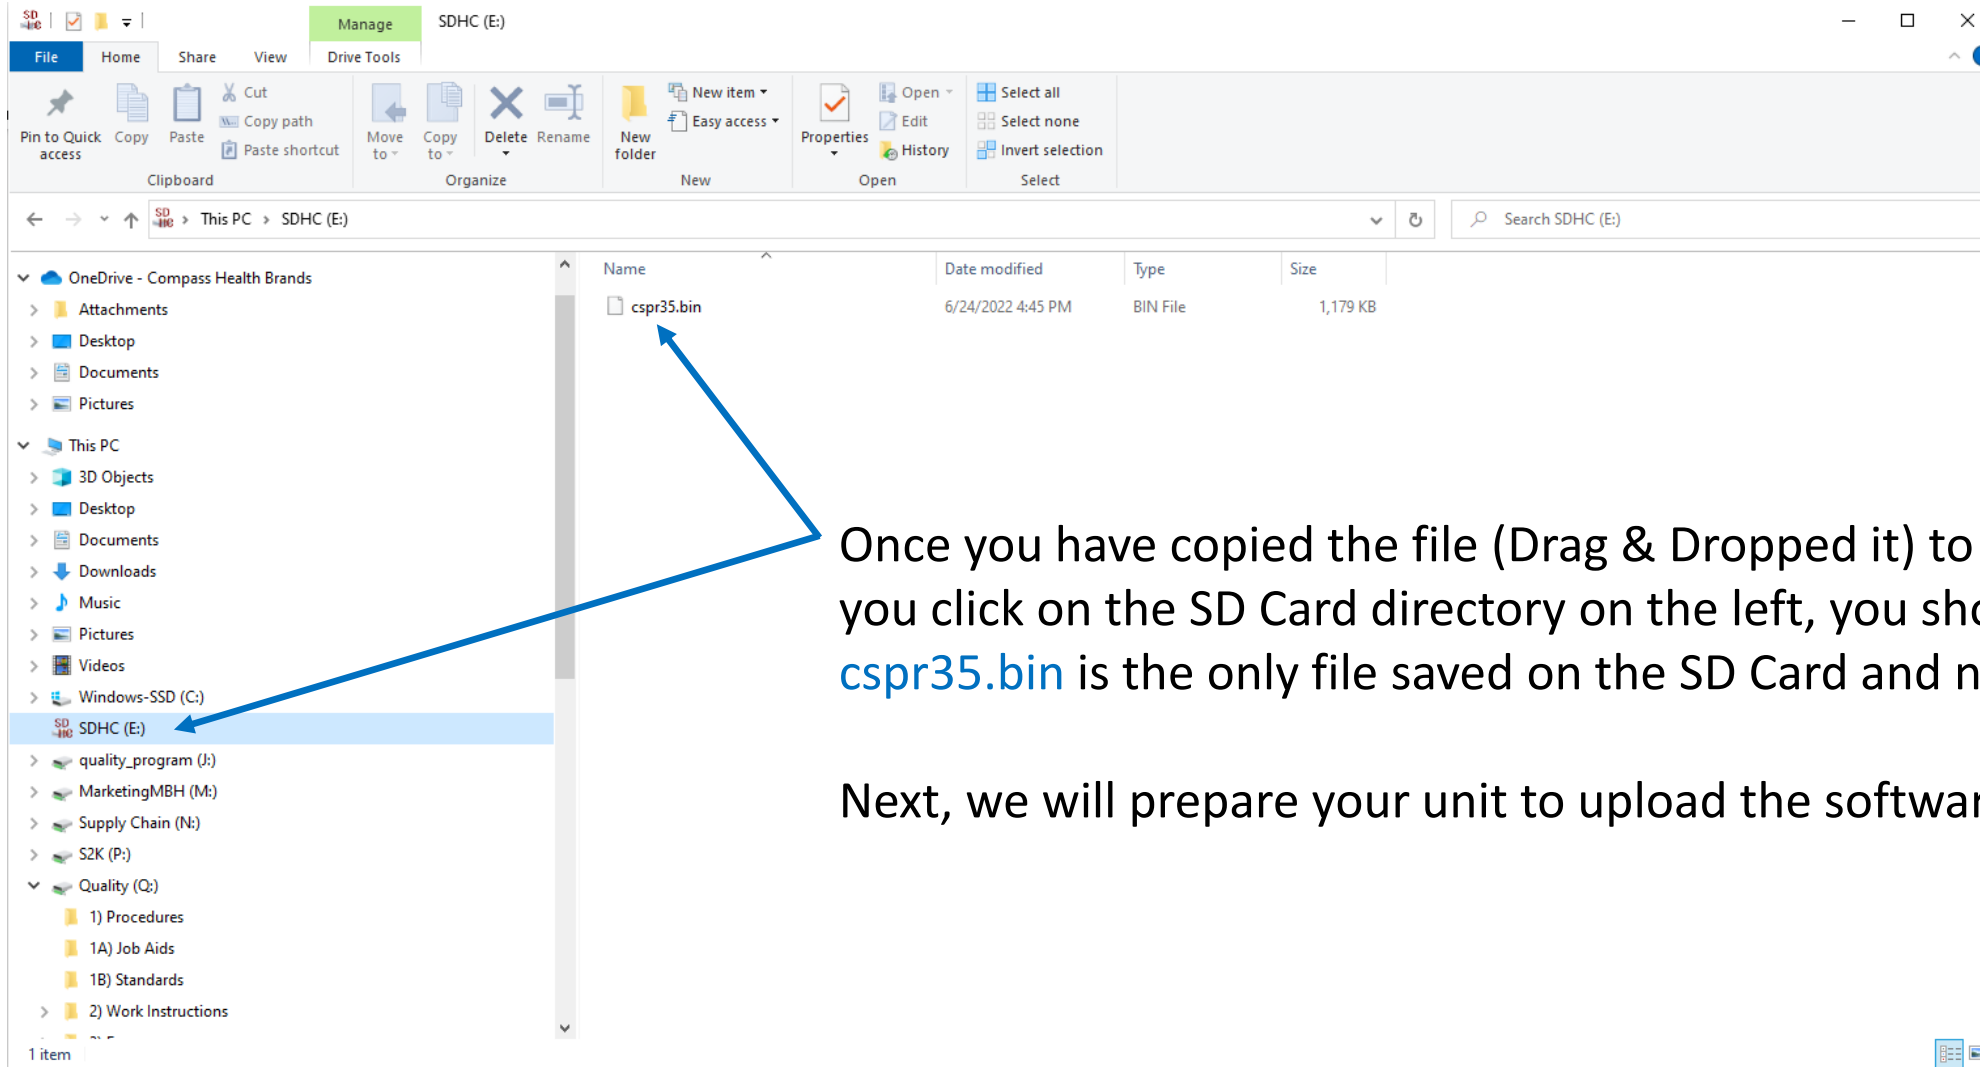 SDHC (E:)
Manage
File Home Share View Drive Tools
Pin to Quick access
Copy
Paste
Cut
Copy path
Paste shortcut
Clipboard
Move to
Copy to
Delete
Rename
Organize
New folder
New item
Easy access
New
Properties
Open
Edit
History
Open
Select all
Select none
Invert selection
Select
This PC > SDHC (E:)
Search SDHC (E:)
OneDrive - Compass Health Brands
Attachments
Desktop
Documents
Pictures
This PC
3D Objects
Desktop
Documents
Downloads
Music
Pictures
Videos
Windows-SSD (C:)
SDHC (E:)
quality_program (J:)
MarketingMBH (M:)
Supply Chain (N:)
S2K (P:)
Quality (Q:)
1) Procedures
1A) Job Aids
1B) Standards
2) Work Instructions
1 item
Name Date modified Type Size
cspr35.bin 6/24/2022 4:45 PM BIN File 1,179 KB
Once you have copied the file (Drag & Dropped it) to
you click on the SD Card directory on the left, you sho
cspr35.bin is the only file saved on the SD Card and n
Next, we will prepare your unit to upload the softwar